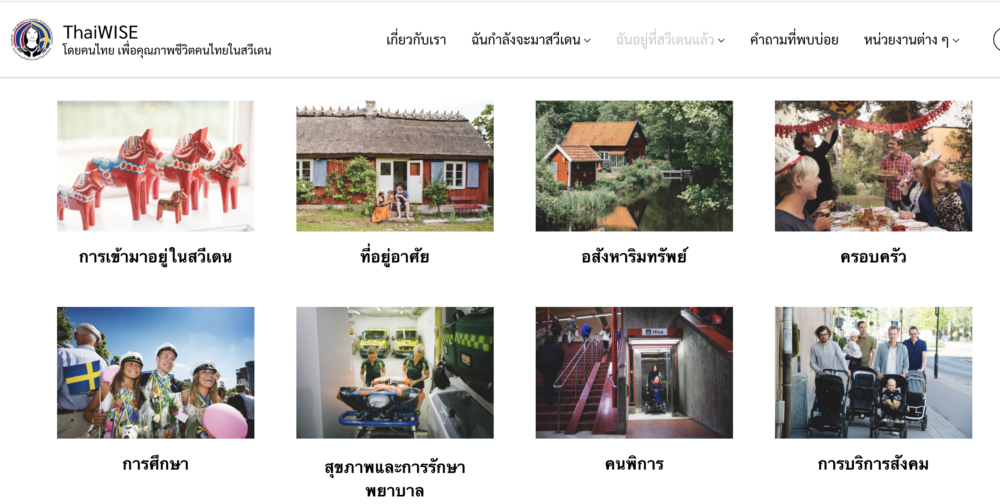 ThaiWISE
โดยคนไทย เพื่อคุณภาพชีวิตคนไทยในสวีเดน
เกี่ยวกับเรา ฉันกำลังจะมาสวีเดน ฉันอยู่ที่สวีเดนแล้ว คำถามที่พบบ่อย หน่วยงานต่าง ๆ
การเข้ามาอยู่ในสวีเดน ที่อยู่อาศัย อสังหาริมทรัพย์ ครอบครัว
Hiss
การศึกษา สุขภาพและการรักษา คนพิการ การบริการสังคม
พยาบาล